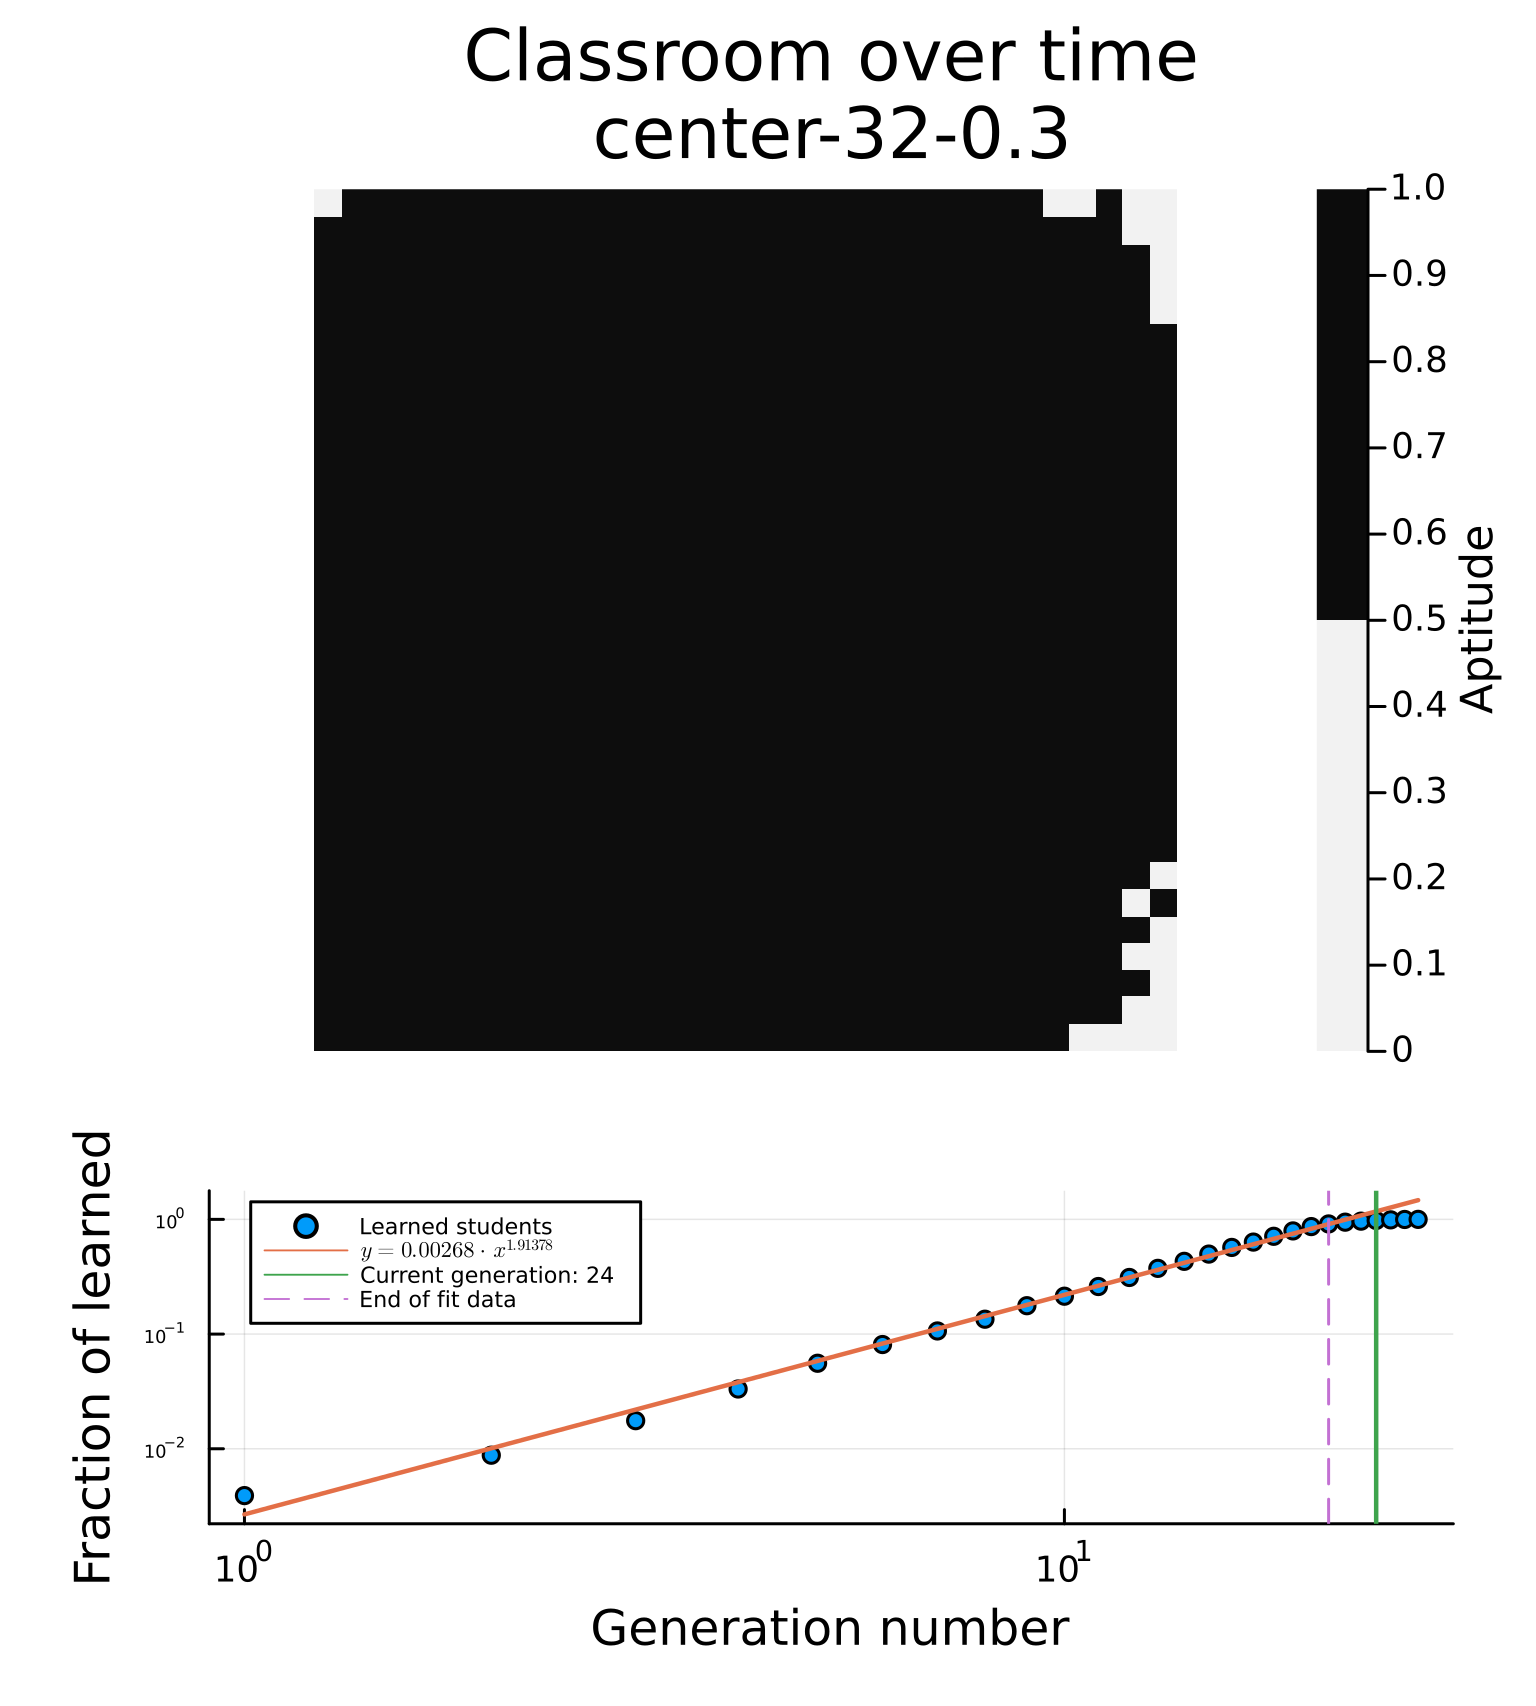 Classroom over time
center-32-0.3
1.0
0.9
0.8
0.7
0.6
0.5
0.4
0.3
0.2
0.1
0
Aptitude
Fraction of learned
10⁰
10⁻¹
10⁻²
Learned students
y = 0.00268 · x^1.91378
Current generation: 24
End of fit data
10⁰
10¹
Generation number